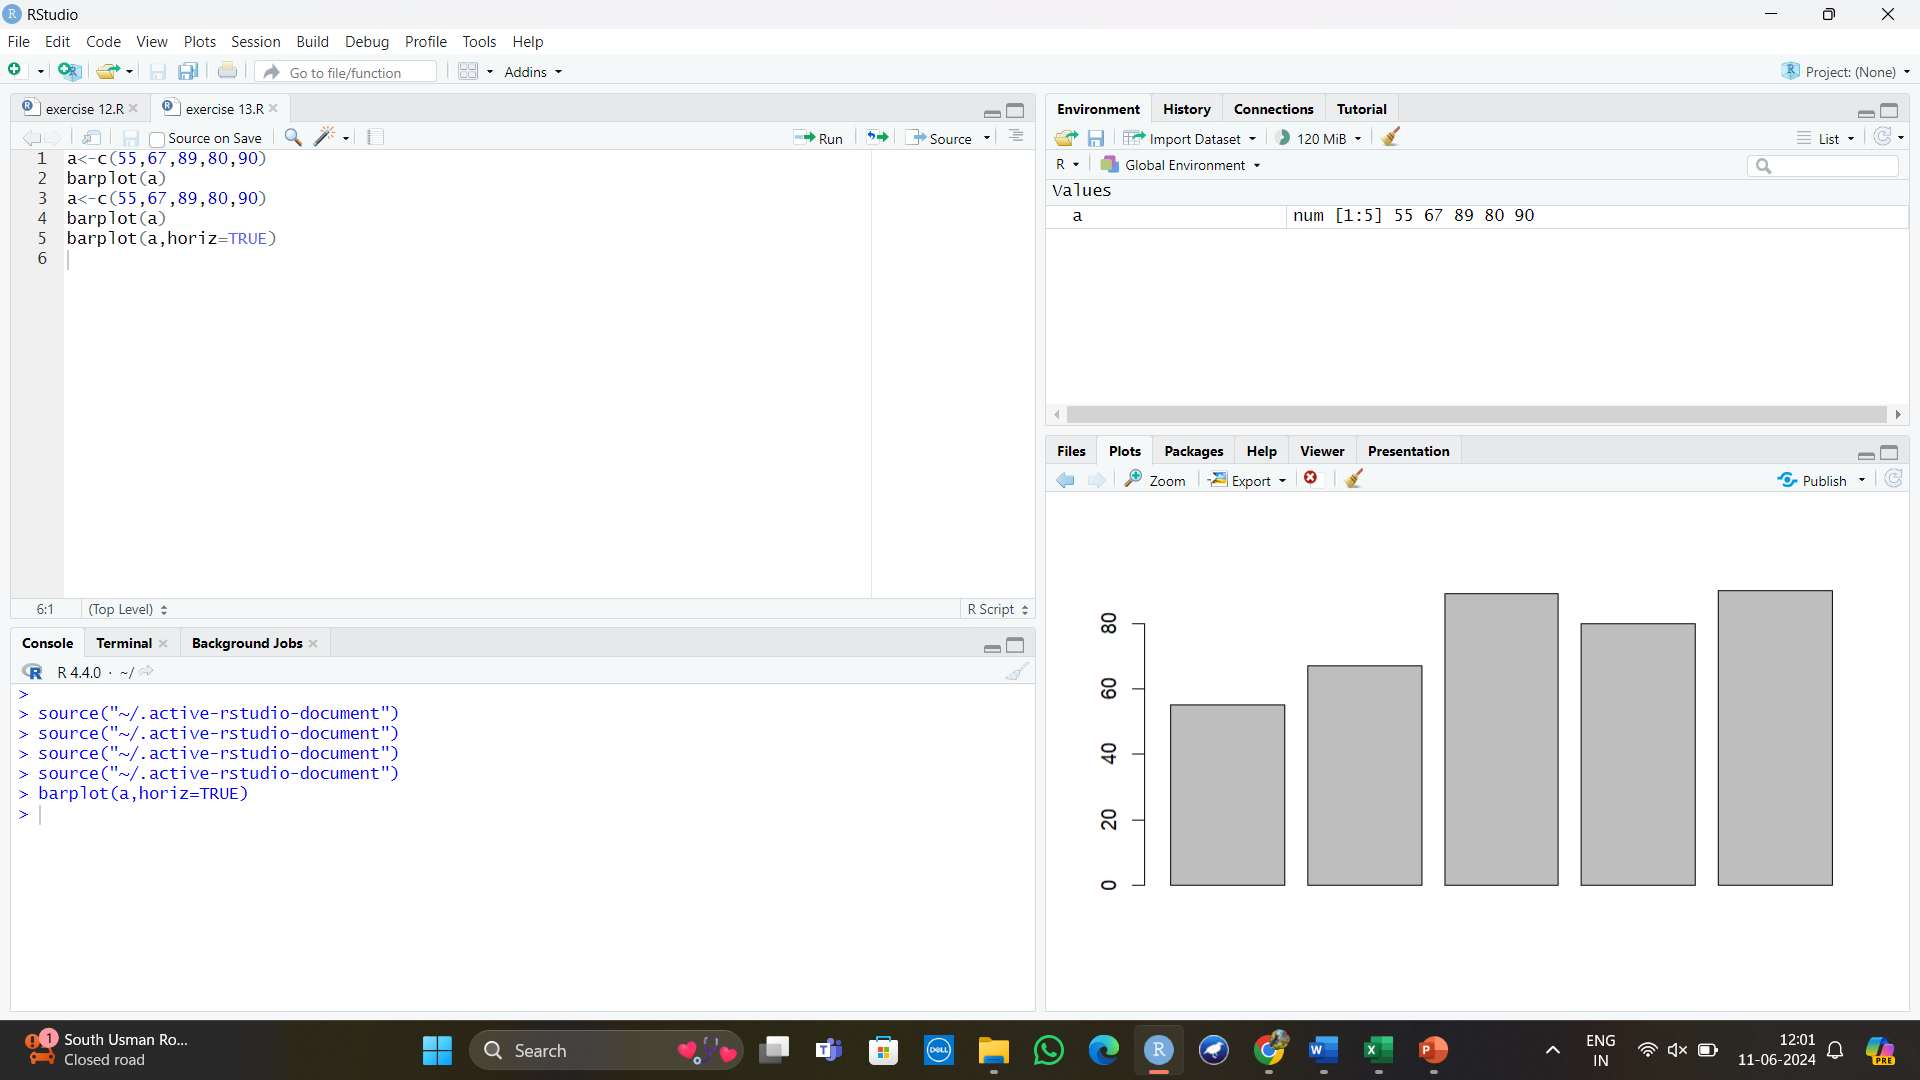 RStudio
File Edit Code View Plots Session Build Debug Profile Tools Help
Go to file/function Addins Project: (None)
exercise 12.R exercise 13.R
Source on Save Run Source
1 a<-c(55,67,89,80,90)
2 barplot(a)
3 a<-c(55,67,89,80,90)
4 barplot(a)
5 barplot(a,horiz=TRUE)
6
6:1 (Top Level) R Script
Console Terminal Background Jobs
R 4.4.0 · ~/
>
> source("~/.active-rstudio-document")
> source("~/.active-rstudio-document")
> source("~/.active-rstudio-document")
> source("~/.active-rstudio-document")
> barplot(a,horiz=TRUE)
>
Environment History Connections Tutorial
Import Dataset 120 MiB List
R Global Environment
Values
a num [1:5] 55 67 89 80 90
Files Plots Packages Help Viewer Presentation
Zoom Export Publish
80
60
40
20
0
1 South Usman Ro...
Closed road
Search
DELL
ENG
IN
12:01
11-06-2024
PRE